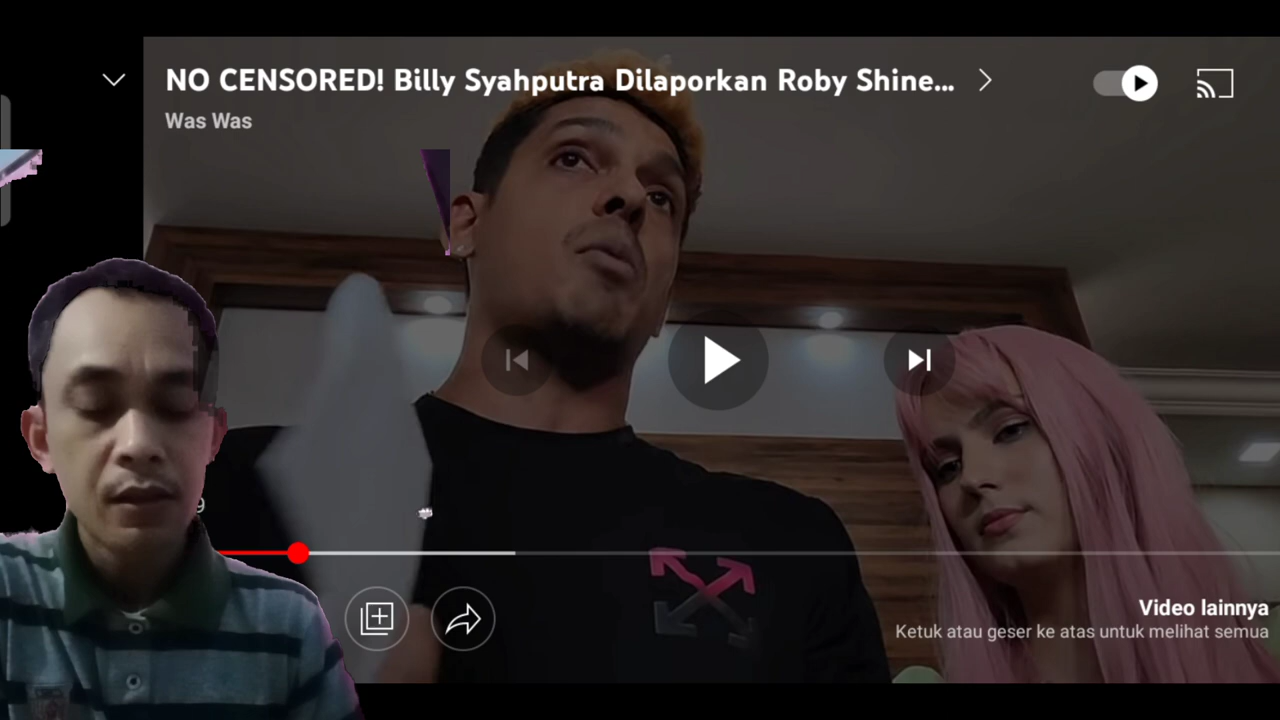 NO CENSORED! Billy Syahputra Dilaporkan Roby Shine...
Was Was
9
Video lainnya
Ketuk atau geser ke atas untuk melihat semua